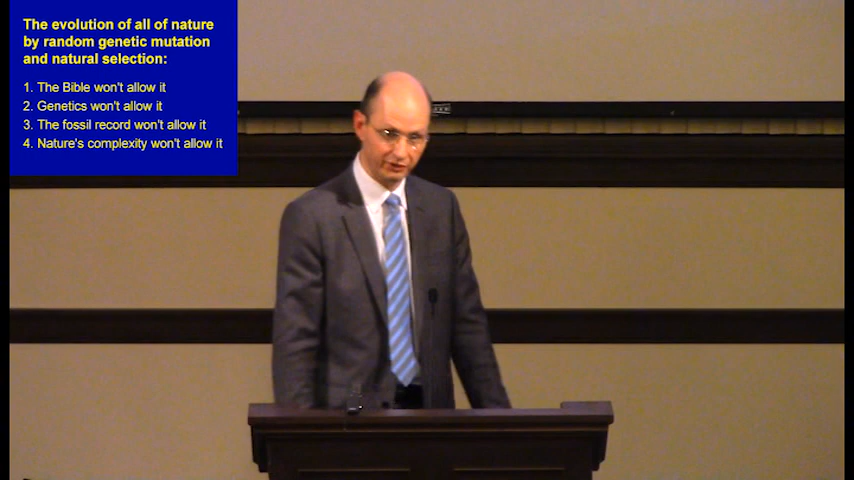 The evolution of all of nature
by random genetic mutation
and natural selection:
1. The Bible won't allow it
2. Genetics won't allow it
3. The fossil record won't allow it
4. Nature's complexity won't allow it